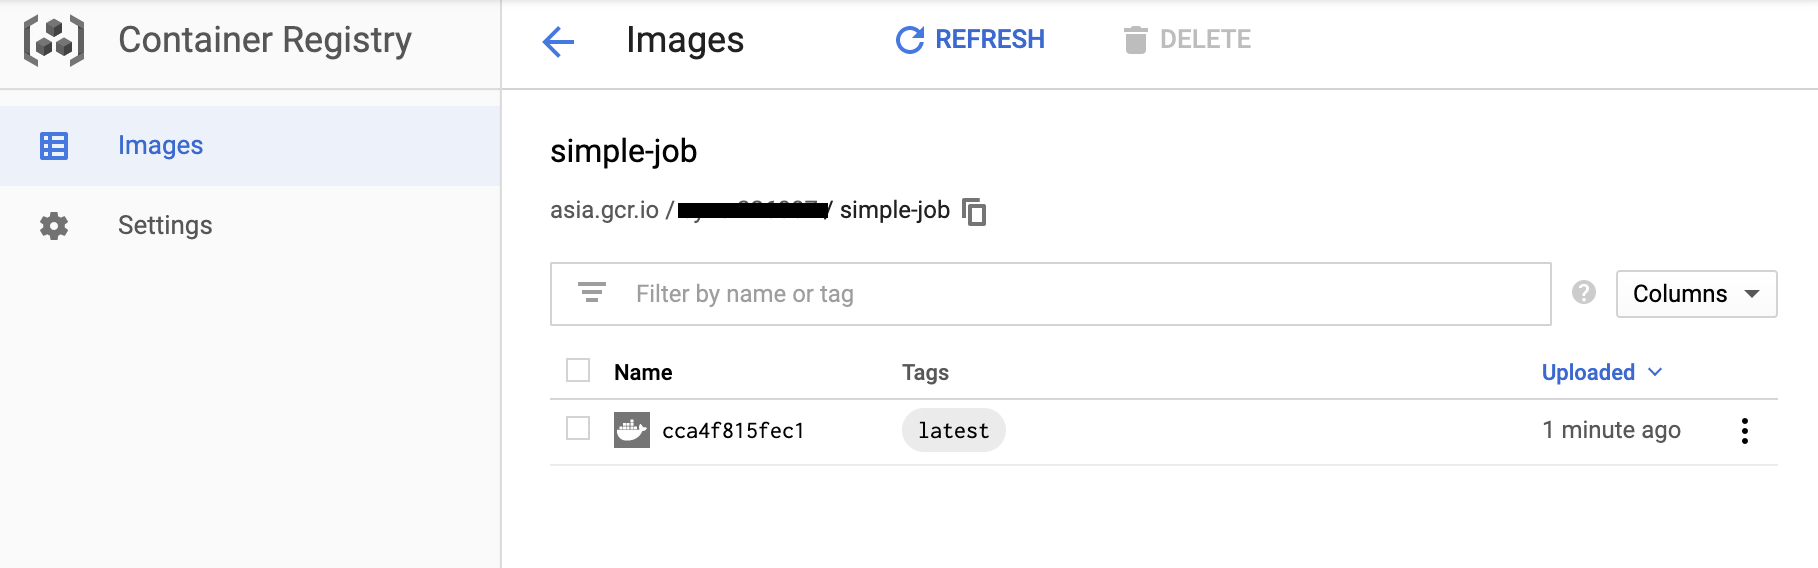 Container Registry
Images
REFRESH
DELETE
Images
Settings
simple-job
asia.gcr.io / / simple-job
Filter by name or tag
Columns
Name Tags Uploaded
cca4f815fec1 latest 1 minute ago